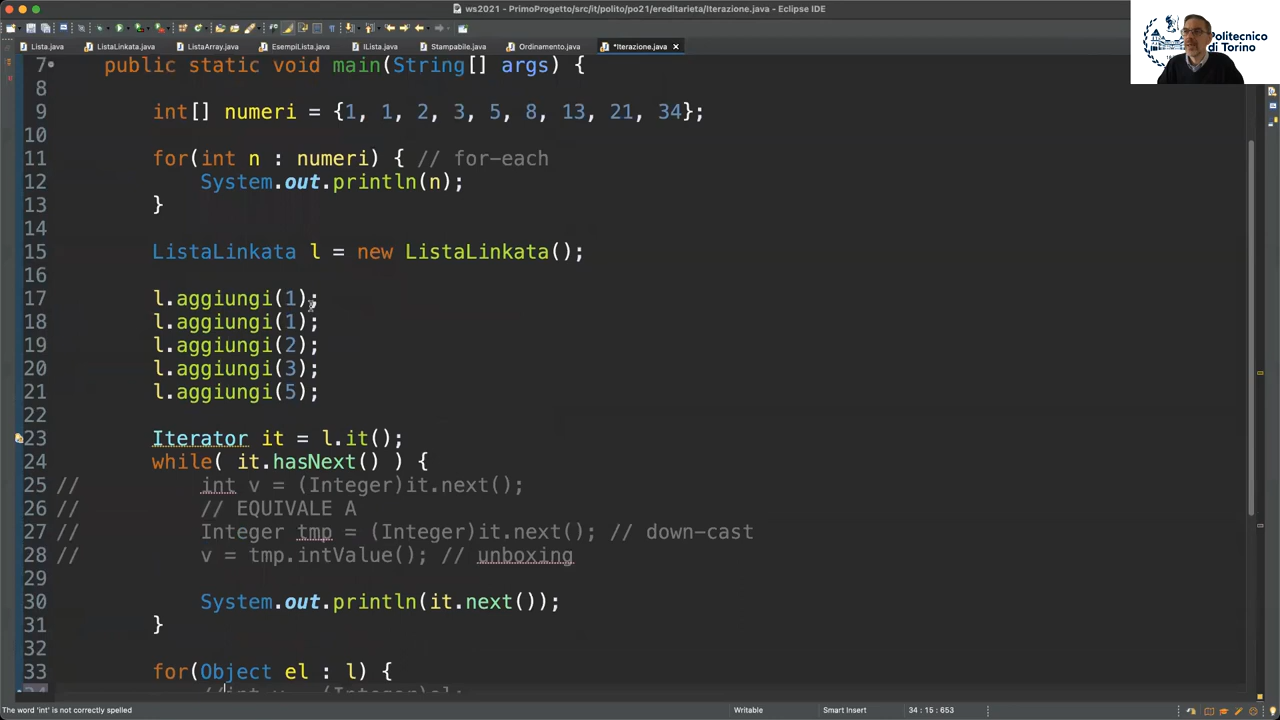 ws2021 - PrimoProgetto/src/it/polito/po21/ereditarieta/Iterazione.java - Eclipse IDE
Lista.java ListaLinkata.java ListaArray.java EsempiLista.java ILista.java Stampabile.java Ordinamento.java *Iterazione.java
Politecnico
di Torino
7 public static void main(String[] args) {
8
9 int[] numeri = {1, 1, 2, 3, 5, 8, 13, 21, 34};
10
11 for(int n : numeri) { // for-each
12 System.out.println(n);
13 }
14
15 ListaLinkata l = new ListaLinkata();
16
17 l.aggiungi(1);
18 l.aggiungi(1);
19 l.aggiungi(2);
20 l.aggiungi(3);
21 l.aggiungi(5);
22
23 Iterator it = l.it();
24 while( it.hasNext() ) {
25 // int v = (Integer)it.next();
26 // // EQUIVALE A
27 // Integer tmp = (Integer)it.next(); // down-cast
28 // v = tmp.intValue(); // unboxing
29
30 System.out.println(it.next());
31 }
32
33 for(Object el : l) {
The word 'int' is not correctly spelled Writable Smart Insert 34 : 15 : 653